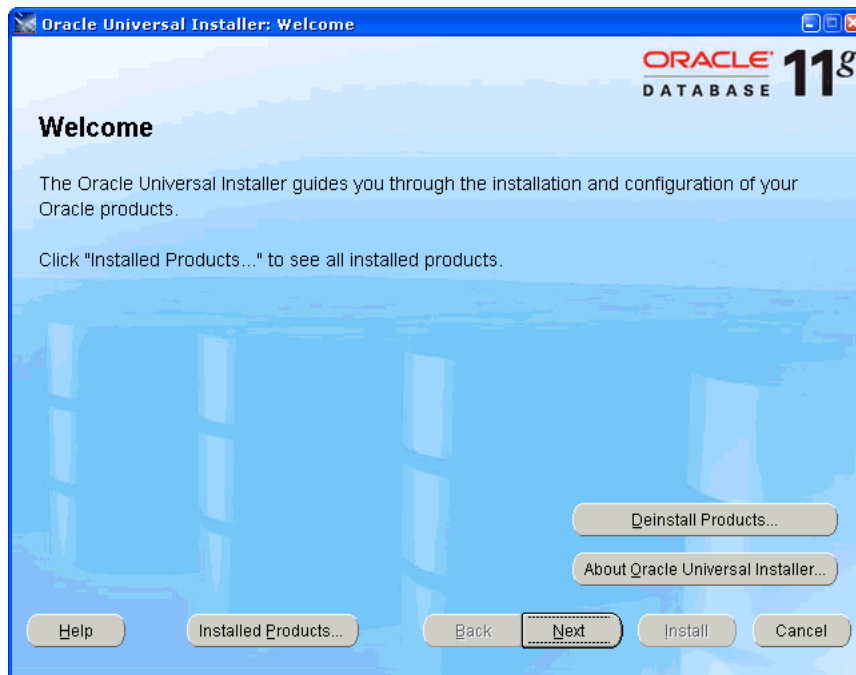 Oracle Universal Installer: Welcome
ORACLE 11g
DATABASE
Welcome
The Oracle Universal Installer guides you through the installation and configuration of your
Oracle products.
Click "Installed Products..." to see all installed products.
Deinstall Products...
About Oracle Universal Installer...
Help Installed Products... Back Next Install Cancel